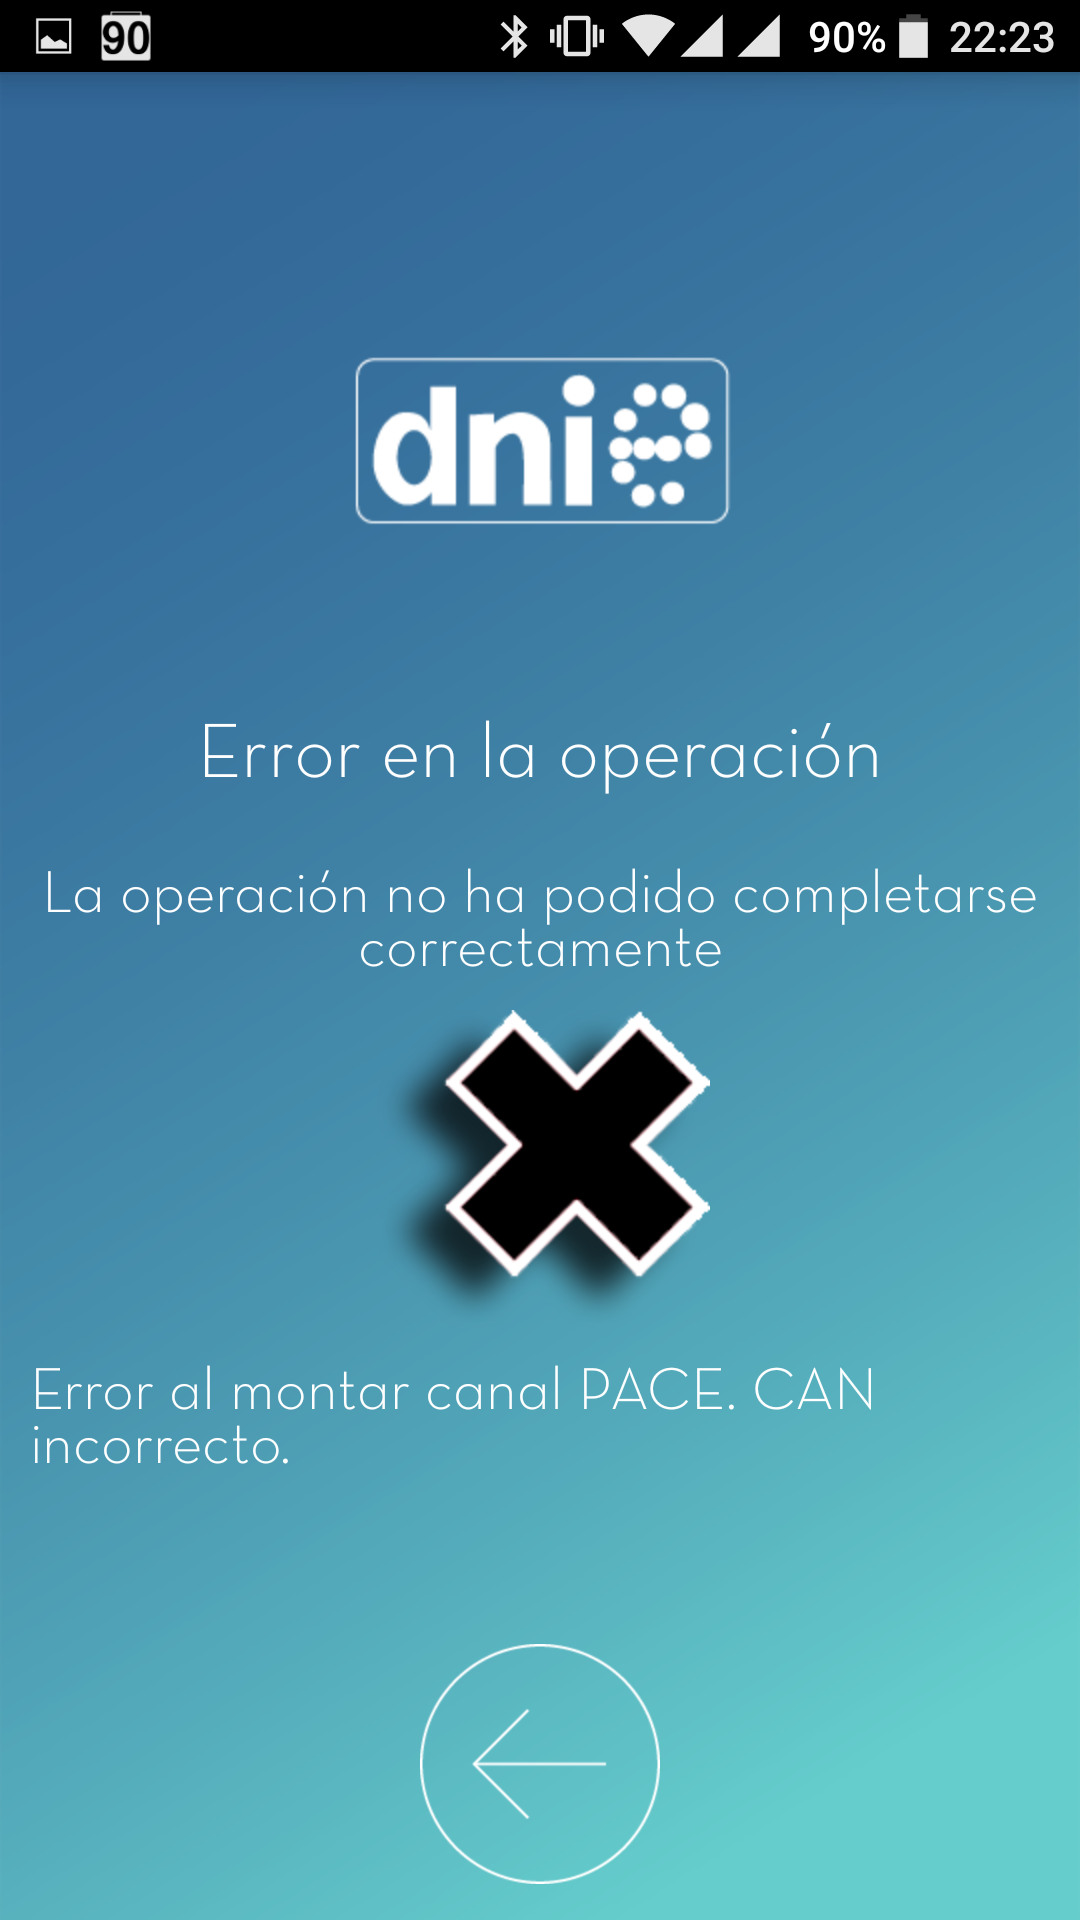 90
90% 22:23
dnie
Error en la operación
La operación no ha podido completarse
correctamente
Error al montar canal PACE. CAN
incorrecto.